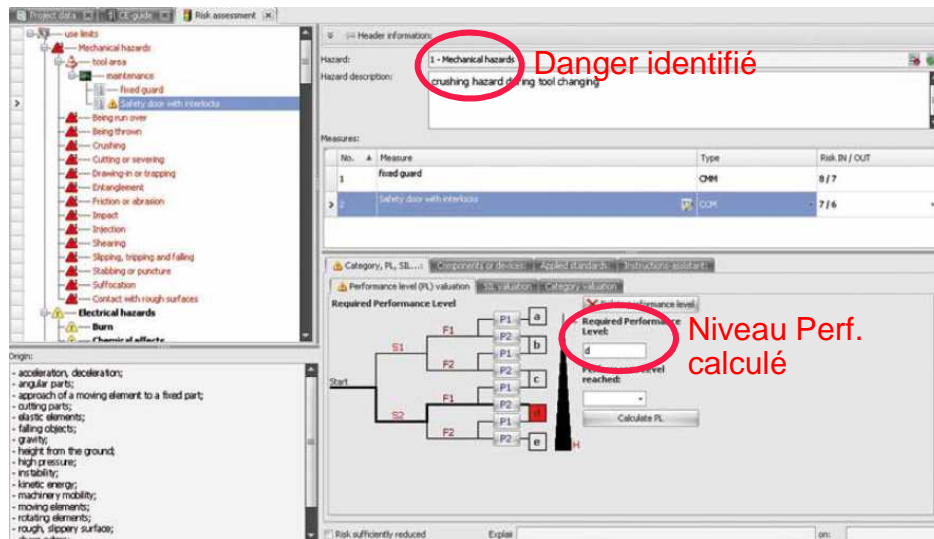 Project data
CE-guide
Risk assessment
use limits
Mechanical hazards
tool area
maintenance
fixed guard
Safety door with interlocks
Being run over
Being thrown
Crushing
Cutting or severing
Drawing-in or trapping
Entanglement
Friction or abrasion
Impact
Injection
Shearing
Slipping, tripping and falling
Stabbing or puncture
Suffocation
Contact with rough surfaces
Electrical hazards
Burn
Chemical effects
Origin:
- acceleration, deceleration;
- angular parts;
- approach of a moving element to a fixed part;
- cutting parts;
- elastic elements;
- falling objects;
- gravity;
- height from the ground;
- high pressure;
- instability;
- kinetic energy;
- machinery mobility;
- moving elements;
- rotating elements;
- rough, slippery surface;
Header information:
Hazard: 1 - Mechanical hazards
Danger identifié
Hazard description: crushing hazard during tool changing
Measures:
No. Measure Type Risk IN / OUT
1 fixed guard CMM 8 / 7
2 Safety door with interlocks COM 7 / 6
Category, PL, SIL...: Components or devices Applied standards Instructions-assistant
Performance level (PL) valuation SIL valuation Category valuation
Required Performance Level
Start
S1
S2
F1
F2
F1
F2
P1
P2
P1
P2
P1
P2
P1
P2
a
b
c
d
e
H
performance level
Required Performance Level:
d
Performance Level reached:
Calculate PL
Niveau Perf.
calculé
Risk sufficiently reduced
on: